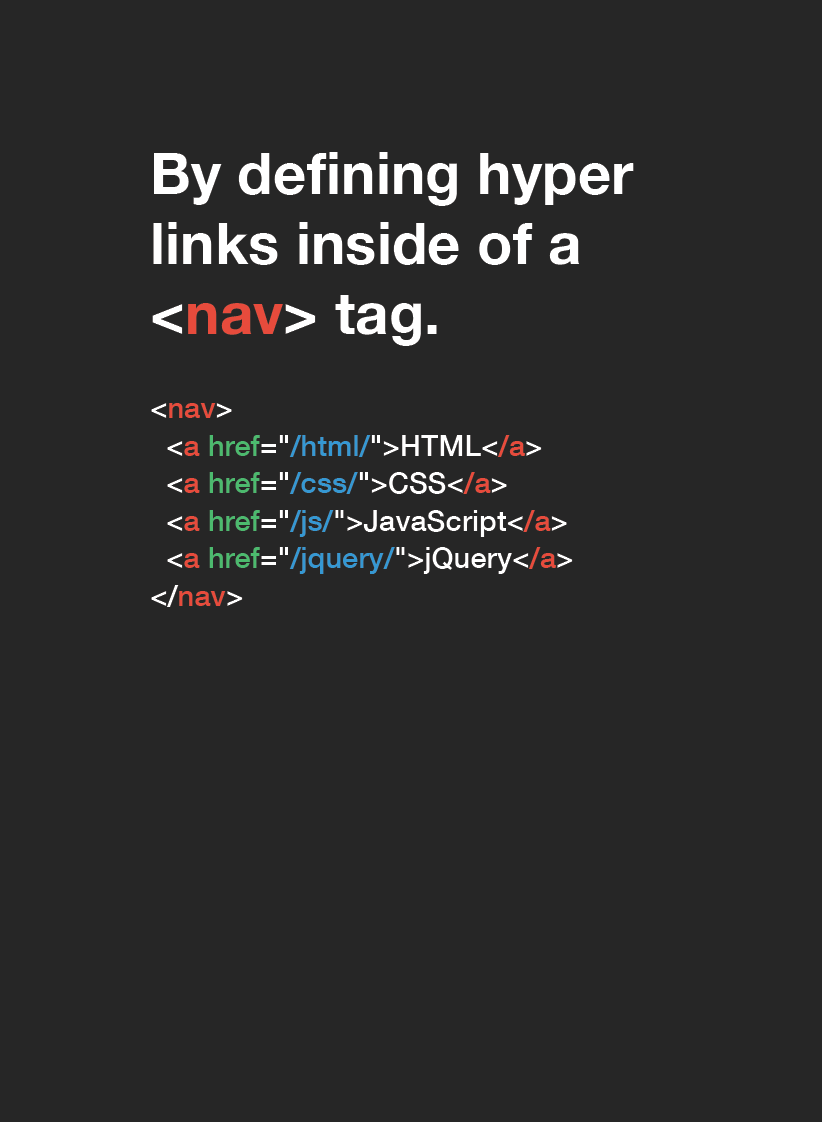 By defining hyper
links inside of a
<nav> tag.
<nav>
<a href="/html/">HTML</a>
<a href="/css/">CSS</a>
<a href="/js/">JavaScript</a>
<a href="/jquery/">jQuery</a>
</nav>